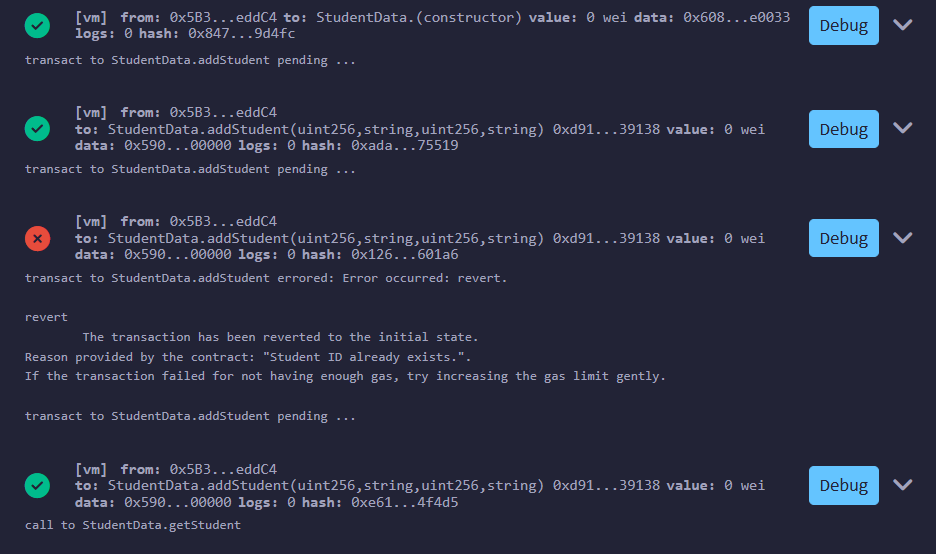 [vm] from: 0x5B3...eddC4 to: StudentData.(constructor) value: 0 wei data: 0x608...e0033
logs: 0 hash: 0x847...9d4fc
Debug
transact to StudentData.addStudent pending ...
[vm] from: 0x5B3...eddC4
to: StudentData.addStudent(uint256,string,uint256,string) 0xd91...39138 value: 0 wei
data: 0x590...00000 logs: 0 hash: 0xada...75519
Debug
transact to StudentData.addStudent pending ...
[vm] from: 0x5B3...eddC4
to: StudentData.addStudent(uint256,string,uint256,string) 0xd91...39138 value: 0 wei
data: 0x590...00000 logs: 0 hash: 0x126...601a6
Debug
transact to StudentData.addStudent errored: Error occurred: revert.
revert
The transaction has been reverted to the initial state.
Reason provided by the contract: "Student ID already exists.".
If the transaction failed for not having enough gas, try increasing the gas limit gently.
transact to StudentData.addStudent pending ...
[vm] from: 0x5B3...eddC4
to: StudentData.addStudent(uint256,string,uint256,string) 0xd91...39138 value: 0 wei
data: 0x590...00000 logs: 0 hash: 0xe61...4f4d5
Debug
call to StudentData.getStudent